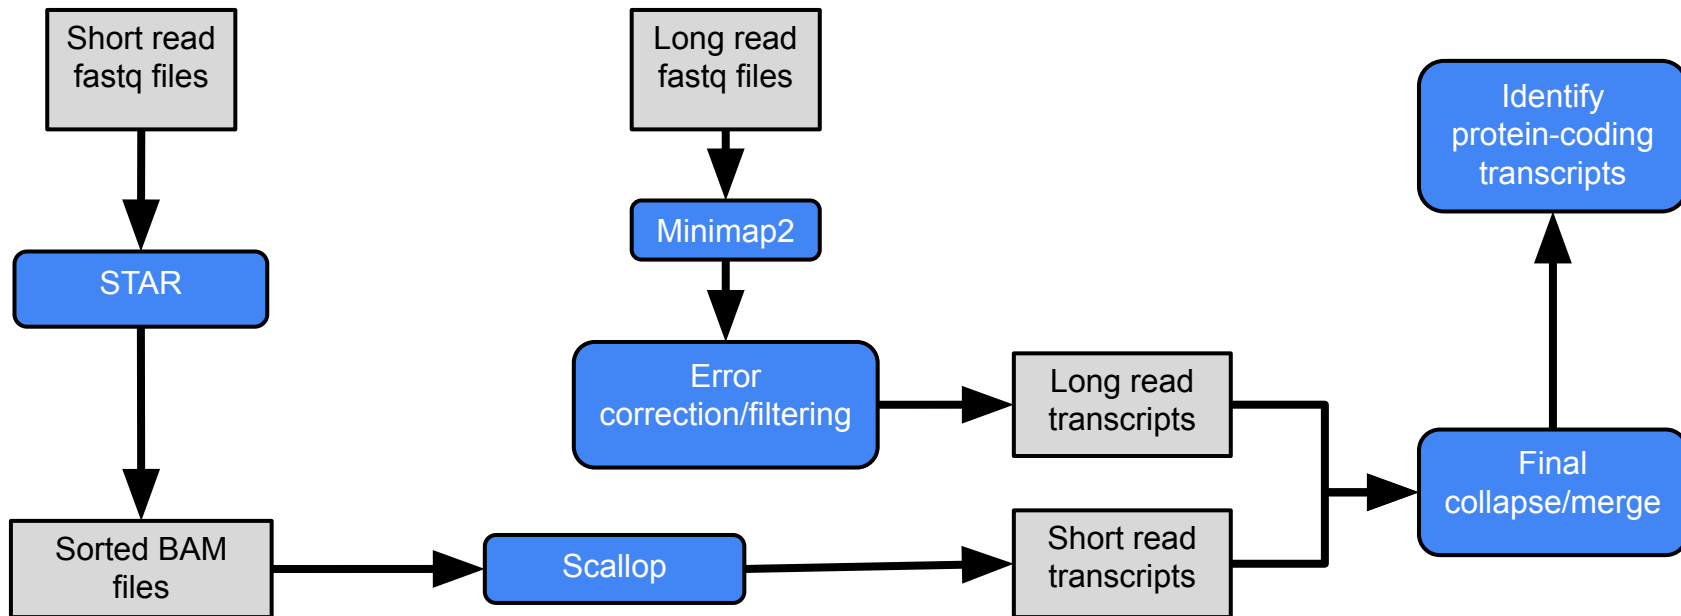 Short read
fastq files
Long read
fastq files
Identify
protein-coding
transcripts
Minimap2
STAR
Error
correction/filtering
Long read
transcripts
Final
collapse/merge
Sorted BAM
files
Scallop
Short read
transcripts